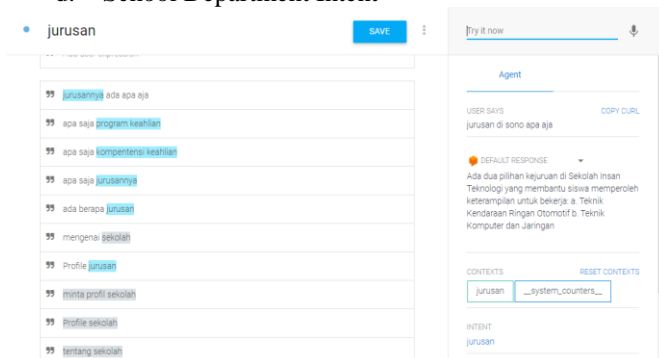 d. School Department Intent
jurusan
SAVE
jurusannya ada apa aja
apa saja program keahlian
apa saja kompentensi keahlian
apa saja jurusannya
ada berapa jurusan
mengenai sekolah
Profile jurusan
minta profil sekolah
Profile sekolah
tentang sekolah
Try it now
Agent
USER SAYS
COPY CURL
jurusan di sono apa aja
DEFAULT RESPONSE
Ada dua pilihan kejuruan di Sekolah Insan
Teknologi yang membantu siswa memperoleh
keterampilan untuk bekerja: a. Teknik
Kendaraan Ringan Otomotif b. Teknik
Komputer dan Jaringan
CONTEXTS
RESET CONTEXTS
jurusan
__system_counters__
INTENT
jurusan